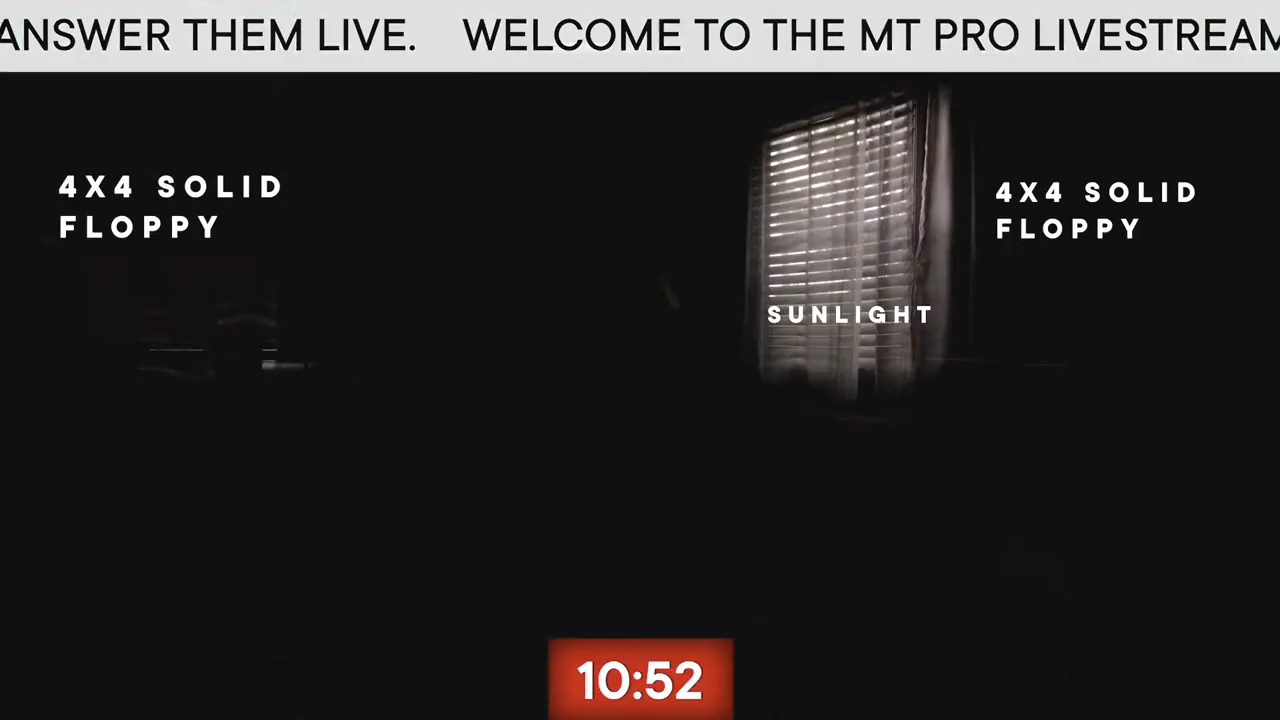 ANSWER THEM LIVE. WELCOME TO THE MT PRO LIVESTREAM
4X4 SOLID
FLOPPY
4X4 SOLID
FLOPPY
SUNLIGHT
10:52